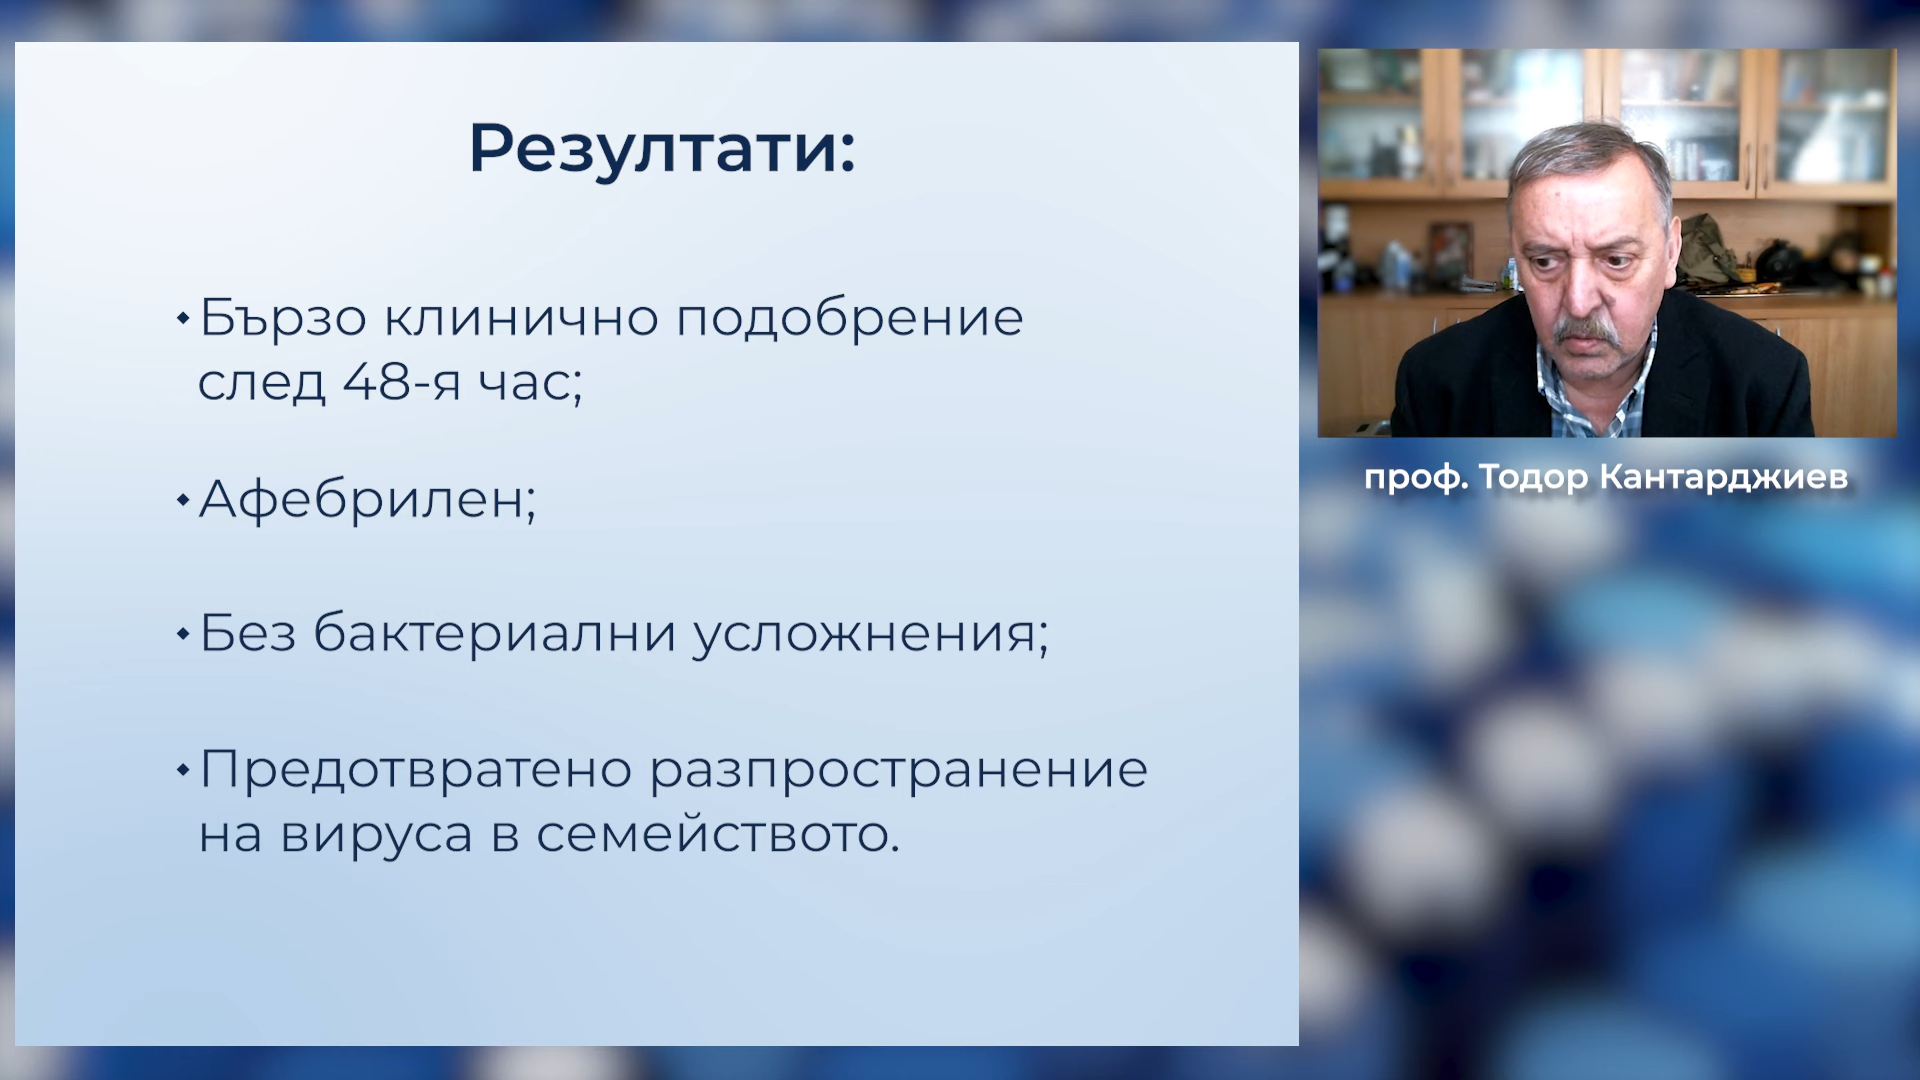 Резултати:
• Бързо клинично подобрение
след 48-я час;
• Афебрилен;
• Без бактериални усложнения;
• Предотвратено разпространение
на вируса в семейството.
проф. Тодор Кантарджиев